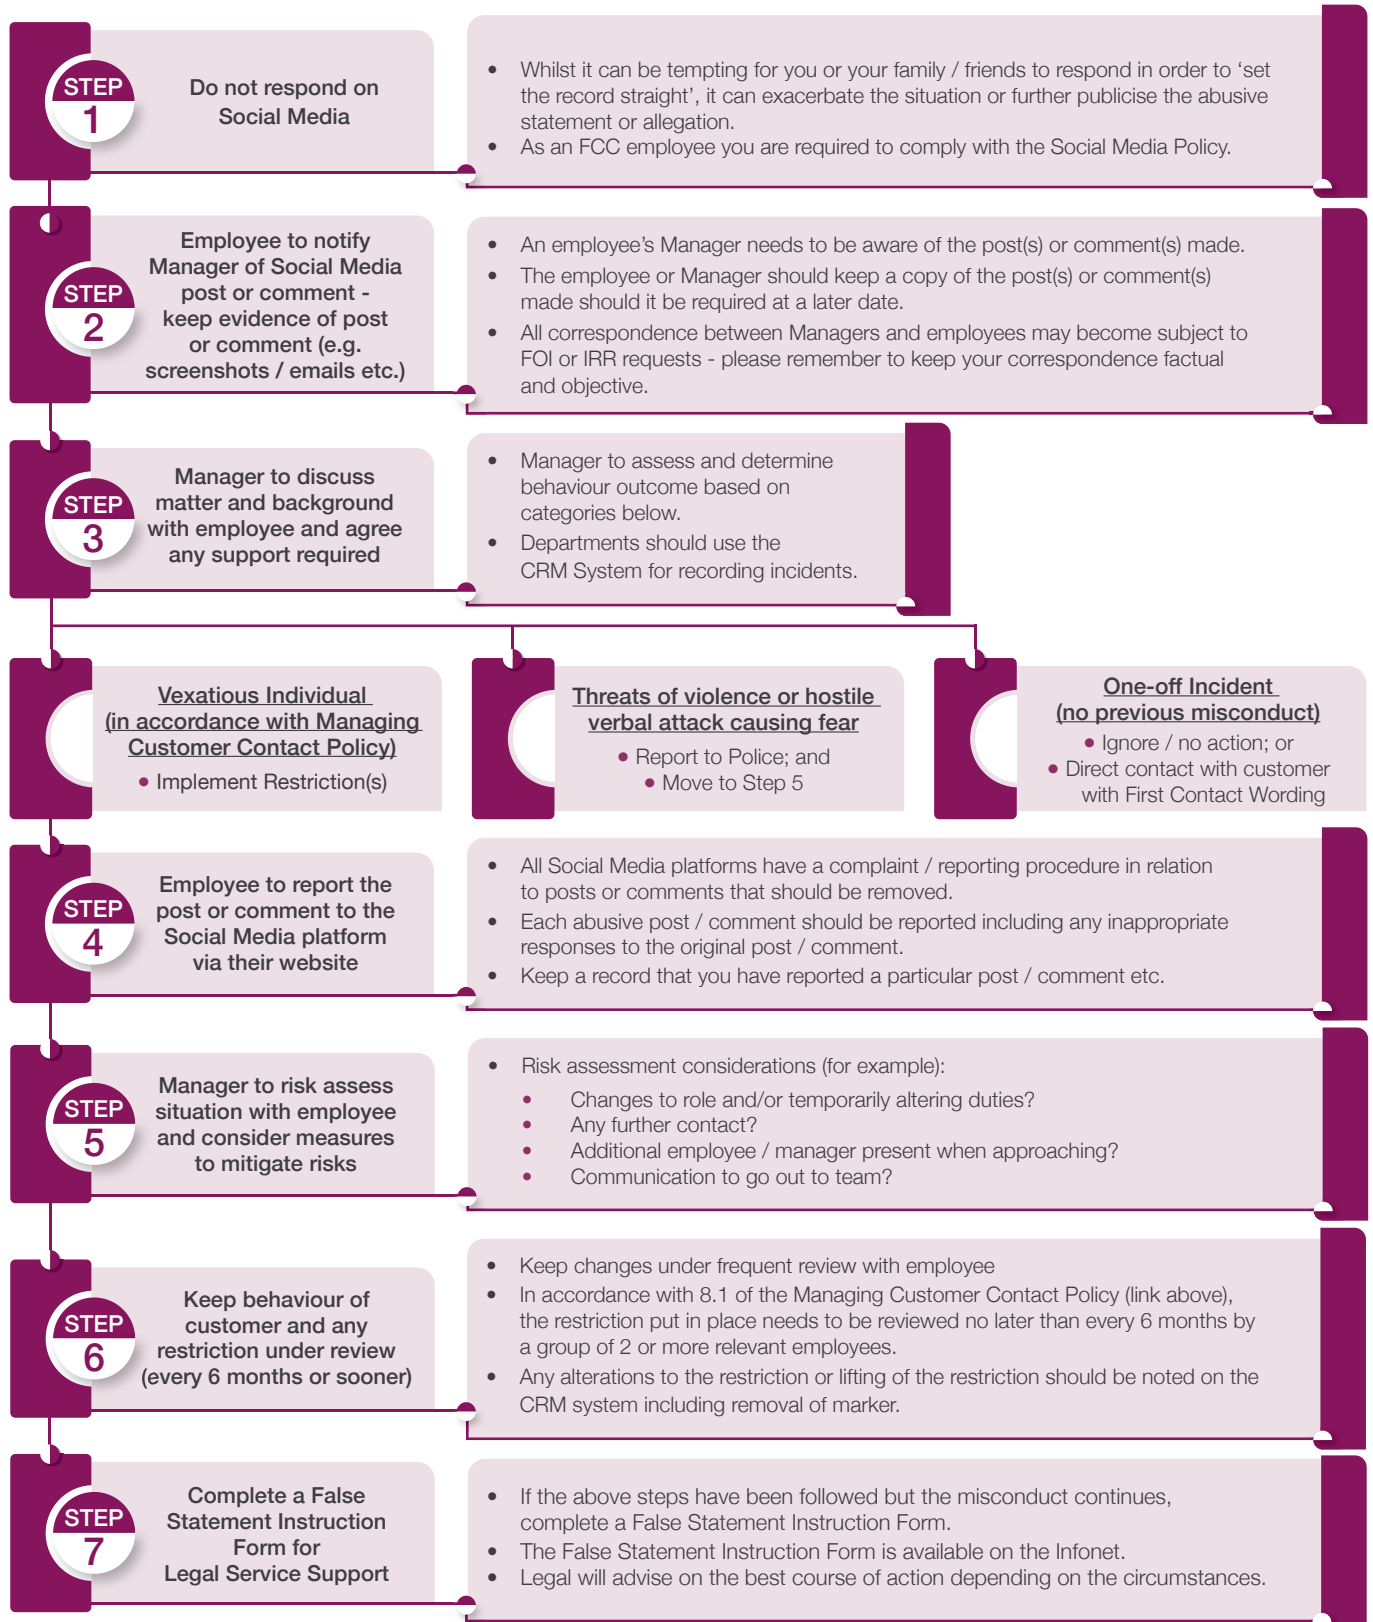 STEP
1
Do not respond on
Social Media
• Whilst it can be tempting for you or your family / friends to respond in order to ‘set
the record straight’, it can exacerbate the situation or further publicise the abusive
statement or allegation.
• As an FCC employee you are required to comply with the Social Media Policy.
STEP
2
Employee to notify
Manager of Social Media
post or comment -
keep evidence of post
or comment (e.g.
screenshots / emails etc.)
• An employee’s Manager needs to be aware of the post(s) or comment(s) made.
• The employee or Manager should keep a copy of the post(s) or comment(s)
made should it be required at a later date.
• All correspondence between Managers and employees may become subject to
FOI or IRR requests - please remember to keep your correspondence factual
and objective.
STEP
3
Manager to discuss
matter and background
with employee and agree
any support required
• Manager to assess and determine
behaviour outcome based on
categories below.
• Departments should use the
CRM System for recording incidents.
Vexatious Individual
(in accordance with Managing
Customer Contact Policy)
• Implement Restriction(s)
Threats of violence or hostile
verbal attack causing fear
• Report to Police; and
• Move to Step 5
One-off Incident
(no previous misconduct)
• Ignore / no action; or
• Direct contact with customer
with First Contact Wording
STEP
4
Employee to report the
post or comment to the
Social Media platform
via their website
• All Social Media platforms have a complaint / reporting procedure in relation
to posts or comments that should be removed.
• Each abusive post / comment should be reported including any inappropriate
responses to the original post / comment.
• Keep a record that you have reported a particular post / comment etc.
STEP
5
Manager to risk assess
situation with employee
and consider measures
to mitigate risks
• Risk assessment considerations (for example):
• Changes to role and/or temporarily altering duties?
• Any further contact?
• Additional employee / manager present when approaching?
• Communication to go out to team?
STEP
6
Keep behaviour of
customer and any
restriction under review
(every 6 months or sooner)
• Keep changes under frequent review with employee
• In accordance with 8.1 of the Managing Customer Contact Policy (link above),
the restriction put in place needs to be reviewed no later than every 6 months by
a group of 2 or more relevant employees.
• Any alterations to the restriction or lifting of the restriction should be noted on the
CRM system including removal of marker.
STEP
7
Complete a False
Statement Instruction
Form for
Legal Service Support
• If the above steps have been followed but the misconduct continues,
complete a False Statement Instruction Form.
• The False Statement Instruction Form is available on the Infonet.
• Legal will advise on the best course of action depending on the circumstances.